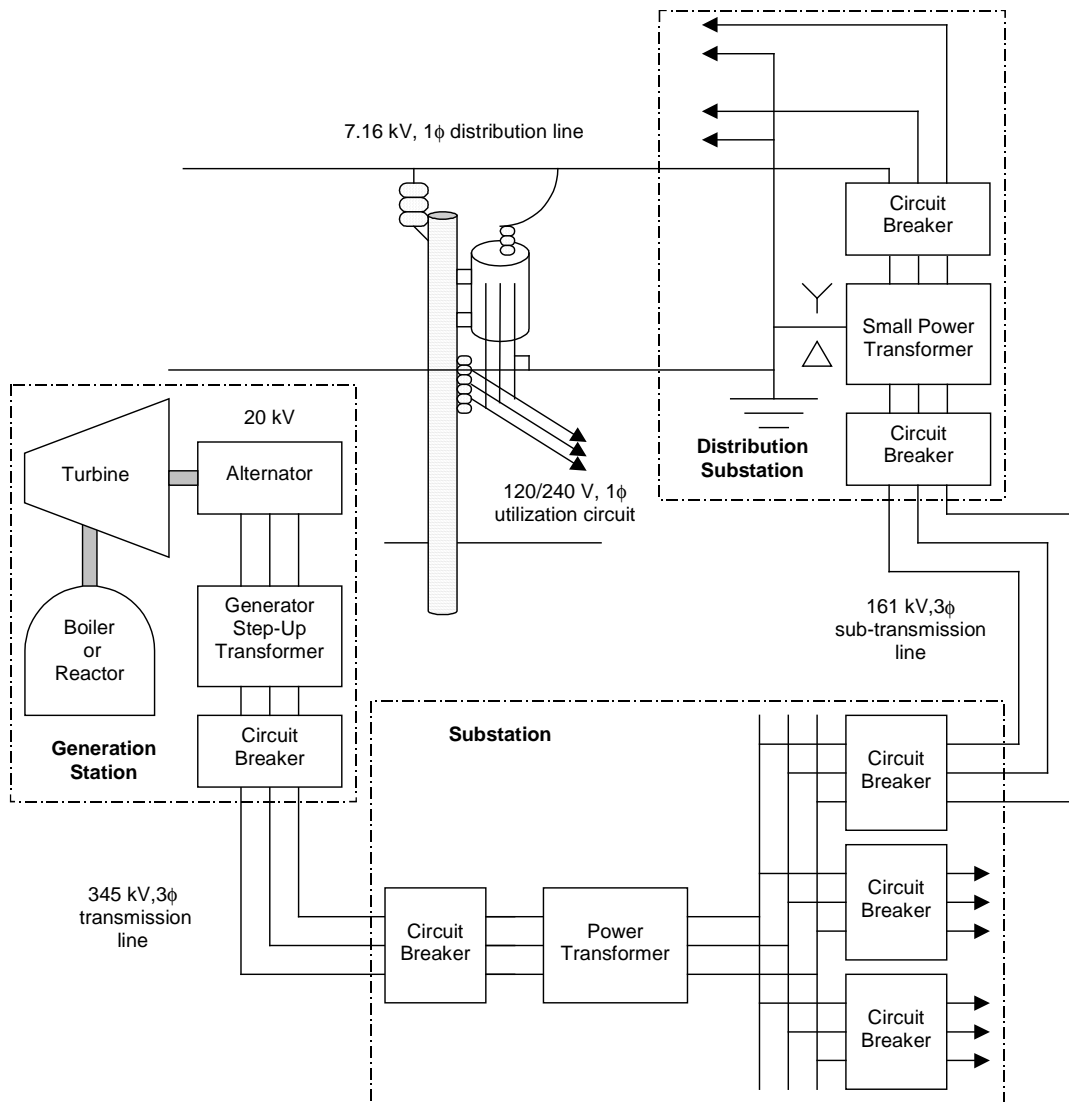 7.16 kV, 1ϕ distribution line
Circuit
Breaker
Small Power
Transformer
Circuit
Breaker
Distribution
Substation
20 kV
Turbine
Alternator
120/240 V, 1ϕ
utilization circuit
Generator
Step-Up
Transformer
Boiler
or
Reactor
Circuit
Breaker
Generation
Station
161 kV,3ϕ
sub-transmission
line
Substation
Circuit
Breaker
345 kV,3ϕ
transmission
line
Circuit
Breaker
Power
Transformer
Circuit
Breaker
Circuit
Breaker